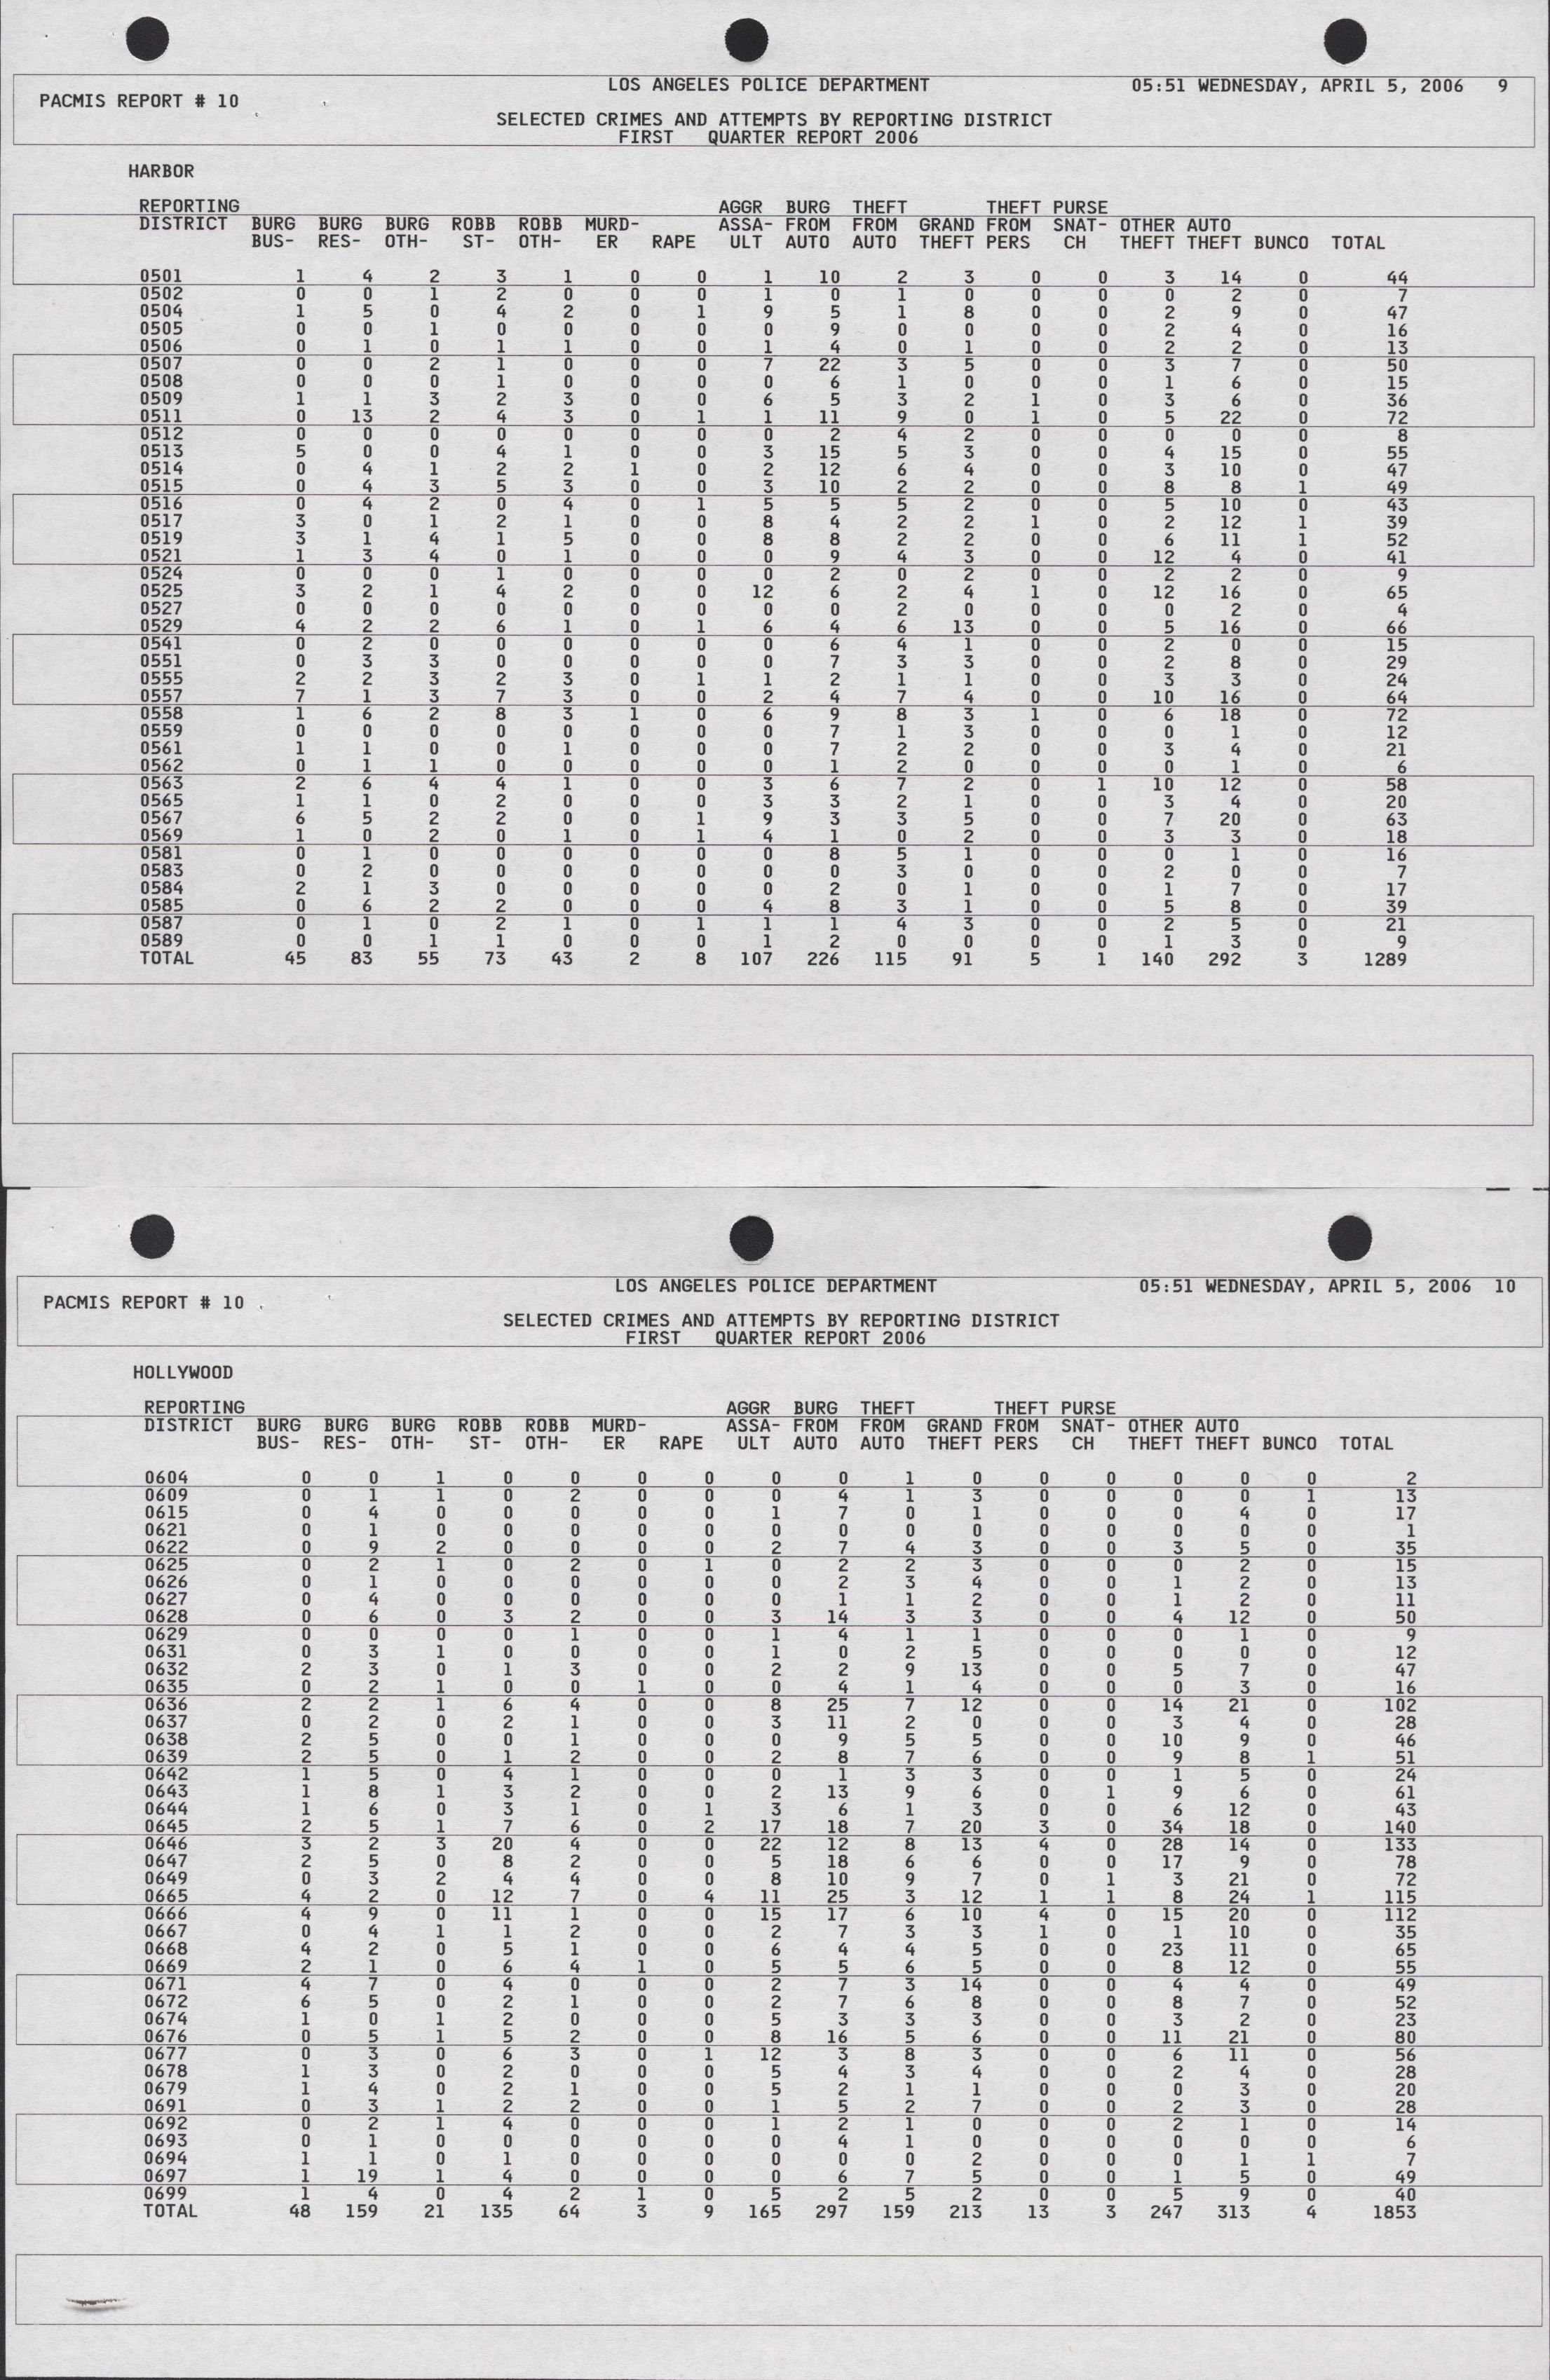 LOS ANGELES POLICE DEPARTMENT 05:51 WEDNESDAY, APRIL 5, 2006 9
PACMIS REPORT # 10
SELECTED CRIMES AND ATTEMPTS BY REPORTING DISTRICT
FIRST QUARTER REPORT 2006
HARBOR
REPORTING AGGR BURG THEFT THEFT PURSE
DISTRICT BURG BURG BURG ROBB ROBB MURD- ASSA- FROM FROM GRAND FROM SNAT- OTHER AUTO
BUS- RES- OTH- ST- OTH- ER RAPE ULT AUTO AUTO THEFT PERS CH THEFT THEFT BUNCO TOTAL
0501 1 4 2 3 1 0 0 1 10 2 3 0 0 3 14 0 44
0502 0 0 1 2 0 0 0 1 0 1 0 0 0 0 2 0 7
0504 1 5 0 4 2 0 1 9 5 1 8 0 0 2 9 0 47
0505 0 0 1 0 0 0 0 0 9 0 0 0 0 2 4 0 16
0506 0 1 0 1 1 0 0 1 4 0 1 0 0 2 2 0 13
0507 0 0 2 1 0 0 0 7 22 3 5 0 0 3 7 0 50
0508 0 0 0 1 0 0 0 0 6 1 0 0 0 1 6 0 15
0509 1 1 3 2 3 0 0 6 5 3 2 1 0 3 6 0 36
0511 0 13 2 4 3 0 1 1 11 9 0 1 0 5 22 0 72
0512 0 0 0 0 0 0 0 0 2 4 2 0 0 0 0 0 8
0513 5 0 0 4 1 0 0 3 15 5 3 0 0 4 15 0 55
0514 0 4 1 2 2 1 0 2 12 6 4 0 0 3 10 0 47
0515 0 4 3 5 3 0 0 3 10 2 2 0 0 8 8 1 49
0516 0 4 2 0 4 0 1 5 5 5 2 0 0 5 10 0 43
0517 3 0 1 2 1 0 0 8 4 2 2 1 0 2 12 1 39
0519 3 1 4 1 5 0 0 8 8 2 2 0 0 6 11 1 52
0521 1 3 4 0 1 0 0 0 9 4 3 0 0 12 4 0 41
0524 0 0 0 1 0 0 0 0 2 0 2 0 0 2 2 0 9
0525 3 2 1 4 2 0 0 12 6 2 4 1 0 12 16 0 65
0527 0 0 0 0 0 0 0 0 0 2 0 0 0 0 2 0 4
0529 4 2 2 6 1 0 1 6 4 6 13 0 0 5 16 0 66
0541 0 2 0 0 0 0 0 0 6 4 1 0 0 2 0 0 15
0551 0 3 3 0 0 0 0 0 7 3 3 0 0 2 8 0 29
0555 2 2 3 2 3 0 1 1 2 1 1 0 0 3 3 0 24
0557 7 1 3 7 3 0 0 2 4 7 4 0 0 10 16 0 64
0558 1 6 2 8 3 1 0 6 9 8 3 1 0 6 18 0 72
0559 0 0 0 0 0 0 0 0 7 1 3 0 0 0 1 0 12
0561 1 1 0 0 1 0 0 0 7 2 2 0 0 3 4 0 21
0562 0 1 1 0 0 0 0 0 1 2 0 0 0 0 1 0 6
0563 2 6 4 4 1 0 0 3 6 7 2 0 1 10 12 0 58
0565 1 1 0 2 0 0 0 3 3 2 1 0 0 3 4 0 20
0567 6 5 2 2 0 0 1 9 3 3 5 0 0 7 20 0 63
0569 1 0 2 0 1 0 1 4 1 0 2 0 0 3 3 0 18
0581 0 1 0 0 0 0 0 0 8 5 1 0 0 0 1 0 16
0583 0 2 0 0 0 0 0 0 0 3 0 0 0 2 0 0 7
0584 2 1 3 0 0 0 0 0 2 0 1 0 0 1 7 0 17
0585 0 6 2 2 0 0 0 4 8 3 1 0 0 5 8 0 39
0587 0 1 0 2 1 0 1 1 1 4 3 0 0 2 5 0 21
0589 0 0 1 1 0 0 0 1 2 0 0 0 0 1 3 0 9
TOTAL 45 83 55 73 43 2 8 107 226 115 91 5 1 140 292 3 1289
LOS ANGELES POLICE DEPARTMENT 05:51 WEDNESDAY, APRIL 5, 2006 10
PACMIS REPORT # 10
SELECTED CRIMES AND ATTEMPTS BY REPORTING DISTRICT
FIRST QUARTER REPORT 2006
HOLLYWOOD
REPORTING AGGR BURG THEFT THEFT PURSE
DISTRICT BURG BURG BURG ROBB ROBB MURD- ASSA- FROM FROM GRAND FROM SNAT- OTHER AUTO
BUS- RES- OTH- ST- OTH- ER RAPE ULT AUTO AUTO THEFT PERS CH THEFT THEFT BUNCO TOTAL
0604 0 0 1 0 0 0 0 0 0 1 0 0 0 0 0 0 2
0609 0 1 1 0 2 0 0 0 4 1 3 0 0 0 0 1 13
0615 0 4 0 0 0 0 0 1 7 0 1 0 0 0 4 0 17
0621 0 1 0 0 0 0 0 0 0 0 0 0 0 0 0 0 1
0622 0 9 2 0 0 0 0 2 7 4 3 0 0 3 5 0 35
0625 0 2 1 0 2 0 1 0 2 2 3 0 0 0 2 0 15
0626 0 1 0 0 0 0 0 0 2 3 4 0 0 1 2 0 13
0627 0 4 0 0 0 0 0 0 1 1 2 0 0 1 2 0 11
0628 0 6 0 3 2 0 0 3 14 3 3 0 0 4 12 0 50
0629 0 0 0 0 1 0 0 1 4 1 1 0 0 0 1 0 9
0631 0 3 1 0 0 0 0 1 0 2 5 0 0 0 0 0 12
0632 2 3 0 1 3 0 0 2 2 9 13 0 0 5 7 0 47
0635 0 2 1 0 0 1 0 0 4 1 4 0 0 0 3 0 16
0636 2 2 1 6 4 0 0 8 25 7 12 0 0 14 21 0 102
0637 0 2 0 2 1 0 0 3 11 2 0 0 0 3 4 0 28
0638 2 5 0 0 1 0 0 0 9 5 5 0 0 10 9 0 46
0639 2 5 0 1 2 0 0 2 8 7 6 0 0 9 8 1 51
0642 1 5 0 4 1 0 0 0 1 3 3 0 0 1 5 0 24
0643 1 8 1 3 2 0 0 2 13 9 6 0 1 9 6 0 61
0644 1 6 0 3 1 0 1 3 6 1 3 0 0 6 12 0 43
0645 2 5 1 7 6 0 2 17 18 7 20 3 0 34 18 0 140
0646 3 2 3 20 4 0 0 22 12 8 13 4 0 28 14 0 133
0647 2 5 0 8 2 0 0 5 18 6 6 0 0 17 9 0 78
0649 0 3 2 4 4 0 0 8 10 9 7 0 1 3 21 0 72
0665 4 2 0 12 7 0 4 11 25 3 12 1 1 8 24 1 115
0666 4 9 0 11 1 0 0 15 17 6 10 4 0 15 20 0 112
0667 0 4 1 1 2 0 0 2 7 3 3 1 0 1 10 0 35
0668 4 2 0 5 1 0 0 6 4 4 5 0 0 23 11 0 65
0669 2 1 0 6 4 1 0 5 5 6 5 0 0 8 12 0 55
0671 4 7 0 4 0 0 0 2 7 3 14 0 0 4 4 0 49
0672 6 5 0 2 1 0 0 2 7 6 8 0 0 8 7 0 52
0674 1 0 1 2 0 0 0 5 3 3 3 0 0 3 2 0 23
0676 0 5 1 5 2 0 0 8 16 5 6 0 0 11 21 0 80
0677 0 3 0 6 3 0 1 12 3 8 3 0 0 6 11 0 56
0678 1 3 0 2 0 0 0 5 4 3 4 0 0 2 4 0 28
0679 1 4 0 2 1 0 0 5 2 1 1 0 0 0 3 0 20
0691 0 3 1 2 2 0 0 1 5 2 7 0 0 2 3 0 28
0692 0 2 1 4 0 0 0 1 2 1 0 0 0 2 1 0 14
0693 0 1 0 0 0 0 0 0 4 1 0 0 0 0 0 0 6
0694 1 1 0 1 0 0 0 0 0 0 2 0 0 0 1 1 7
0697 1 19 1 4 0 0 0 0 6 7 5 0 0 1 5 0 49
0699 1 4 0 4 2 1 0 5 2 5 2 0 0 5 9 0 40
TOTAL 48 159 21 135 64 3 9 165 297 159 213 13 3 247 313 4 1853